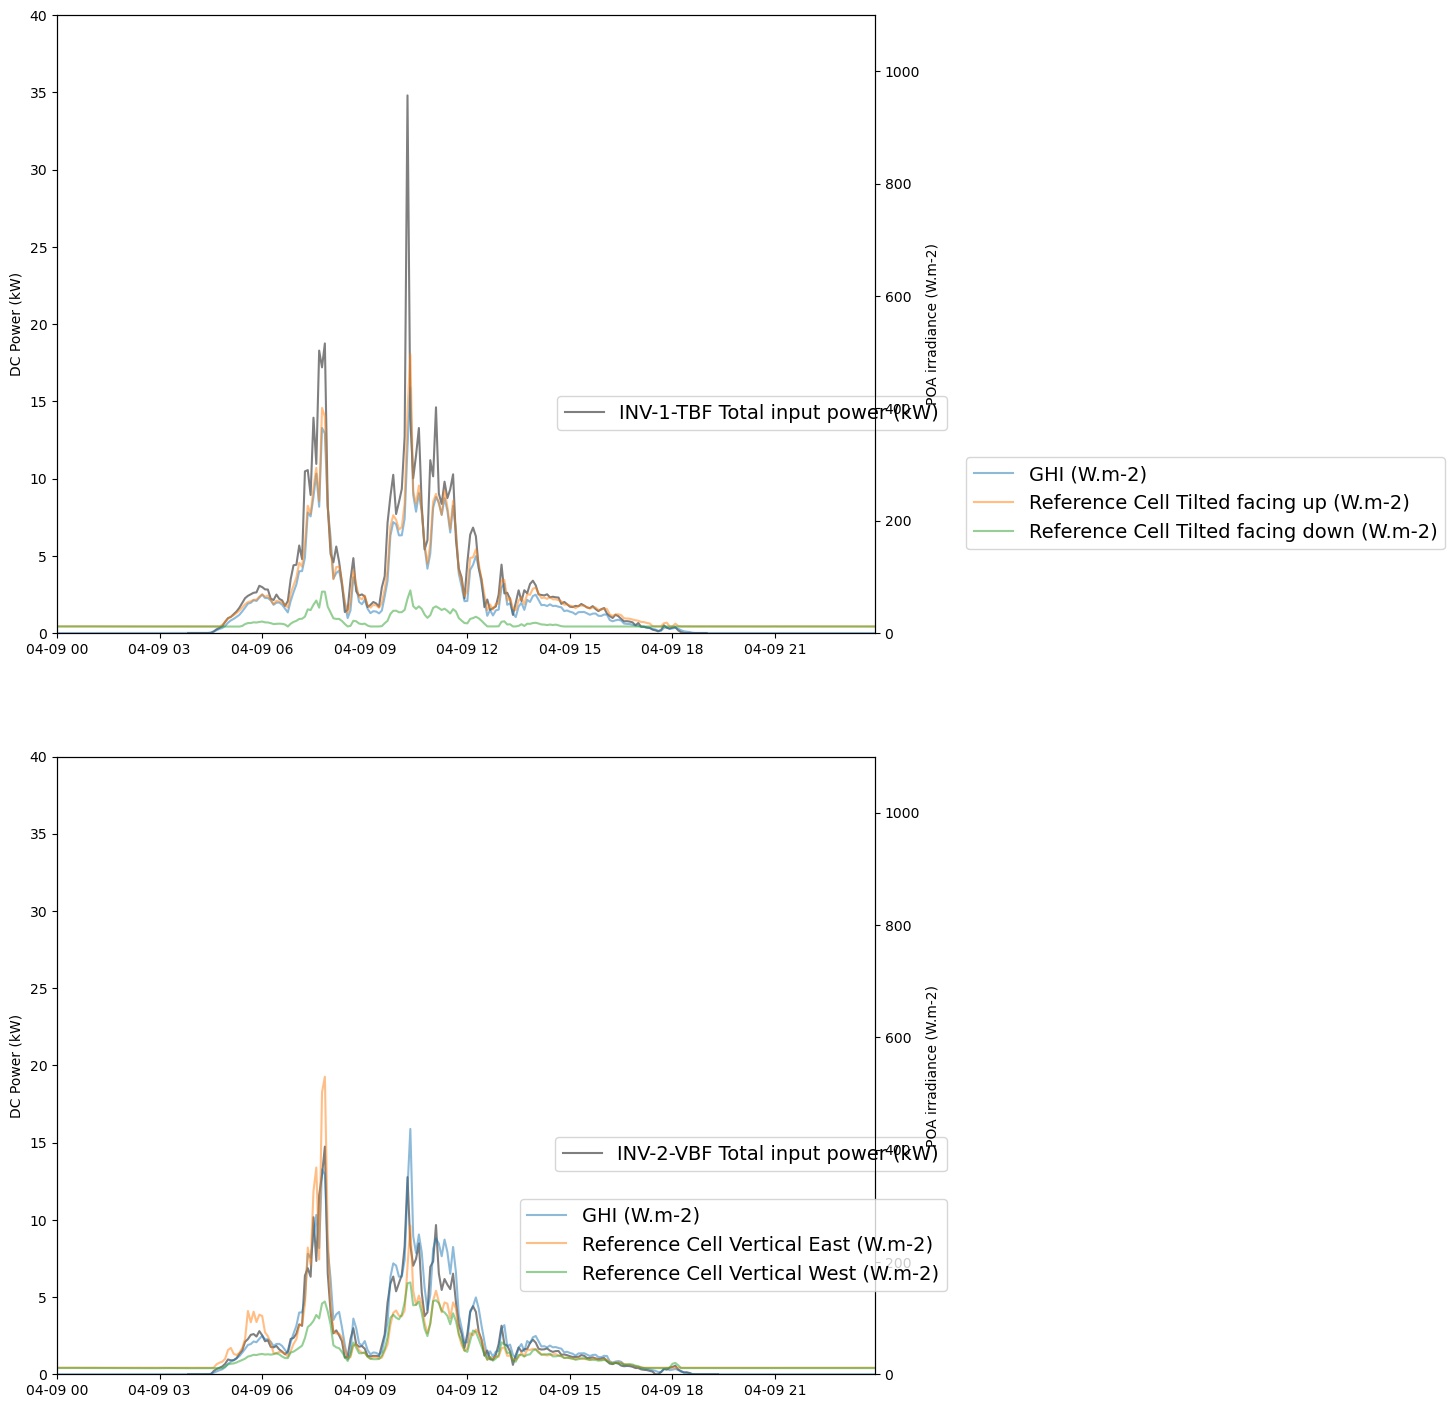 40
35
30
25
20
15
10
5
0
DC Power (kW)
1000
800
600
400
200
0
POA irradiance (W.m-2)
INV-1-TBF Total input power (kW)
GHI (W.m-2)
Reference Cell Tilted facing up (W.m-2)
Reference Cell Tilted facing down (W.m-2)
04-09 00 04-09 03 04-09 06 04-09 09 04-09 12 04-09 15 04-09 18 04-09 21
40
35
30
25
20
15
10
5
0
DC Power (kW)
1000
800
600
400
200
0
POA irradiance (W.m-2)
INV-2-VBF Total input power (kW)
GHI (W.m-2)
Reference Cell Vertical East (W.m-2)
Reference Cell Vertical West (W.m-2)
04-09 00 04-09 03 04-09 06 04-09 09 04-09 12 04-09 15 04-09 18 04-09 21